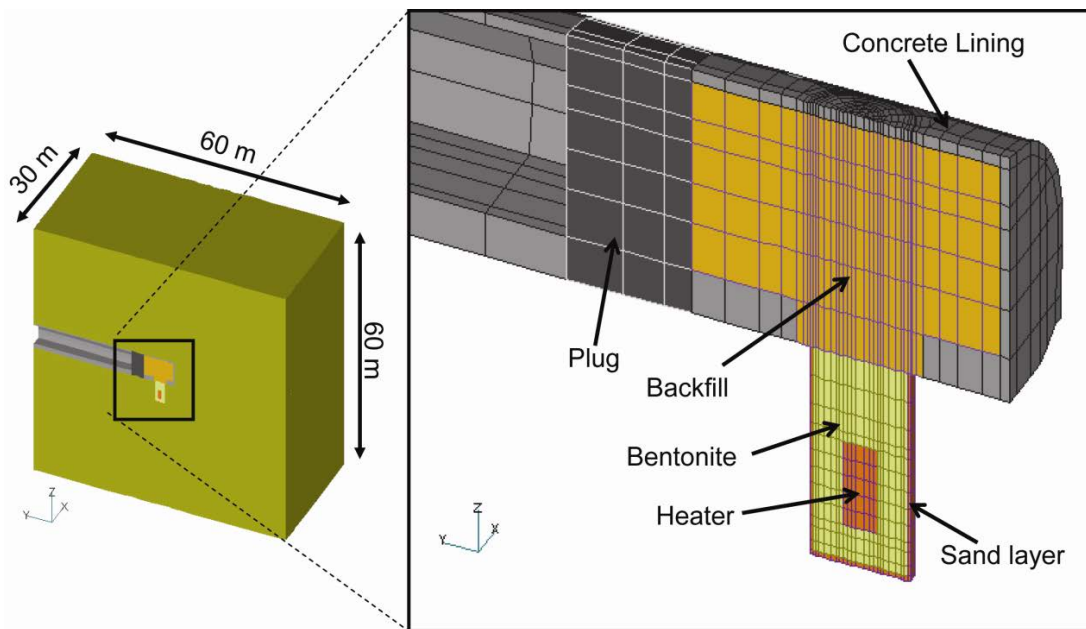 30 m
60 m
60 m
Z
Y
X
Concrete Lining
Plug
Backfill
Bentonite
Heater
Sand layer
Z
Y
X